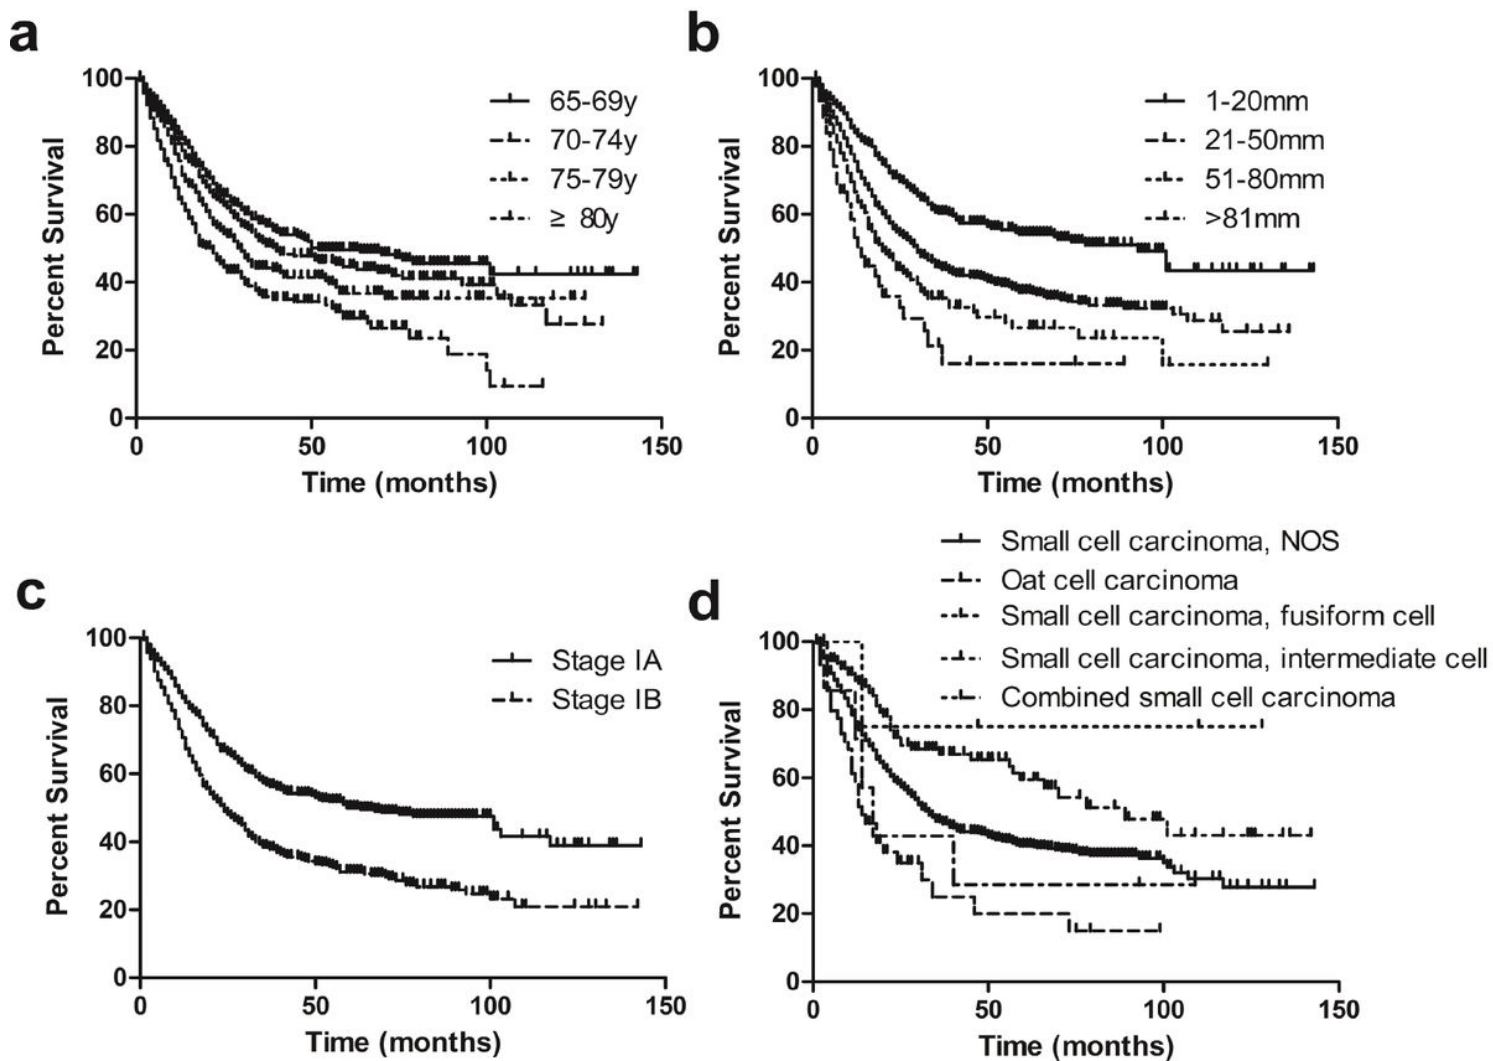 a
b
100
80
60
40
20
0
Percent Survival
65-69y
70-74y
75-79y
≥ 80y
0
50
100
150
Time (months)
100
80
60
40
20
0
Percent Survival
1-20mm
21-50mm
51-80mm
>81mm
0
50
100
150
Time (months)
c
100
80
60
40
20
0
Percent Survival
Stage IA
Stage IB
0
50
100
150
Time (months)
d
Small cell carcinoma, NOS
Oat cell carcinoma
Small cell carcinoma, fusiform cell
Small cell carcinoma, intermediate cell
Combined small cell carcinoma
100
80
60
40
20
0
Percent Survival
0
50
100
150
Time (months)